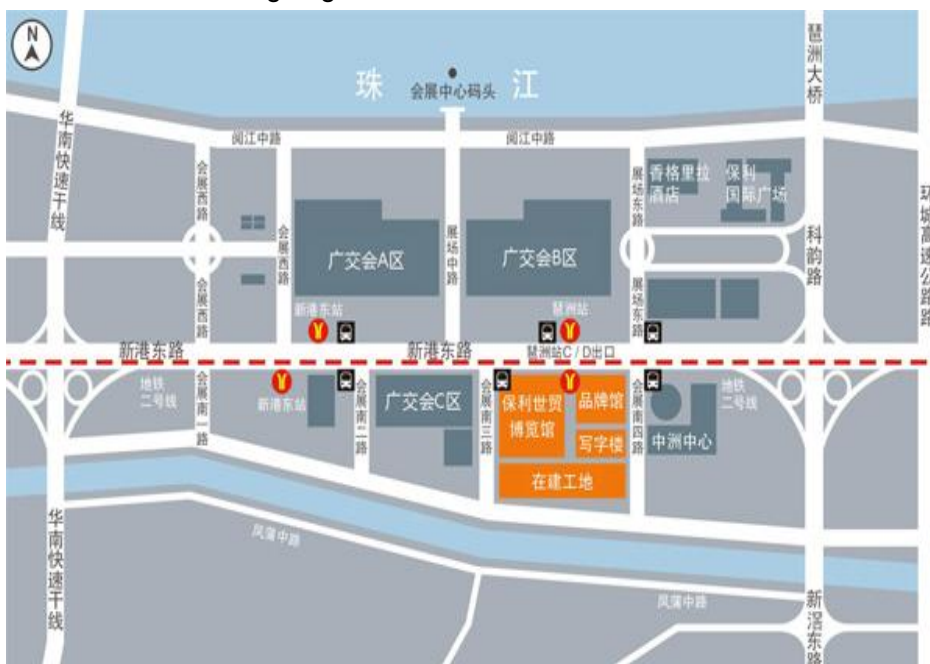 N
珠 江
会展中心码头
琶洲大桥
华南快速干线
阅江中路
阅江中路
会展西路
展场东路
香格里拉
酒店
保利
国际广场
环城高速公路路
会展西路
广交会A区
展场中路
广交会B区
科韵路
会展西路
新港东站
琶洲站
展场东路
新港东路
新港东路
琶洲站C / D出口
地铁
二号线
会展南一路
新港东站
会展南二路
广交会C区
会展南三路
保利世贸
博览馆
品牌馆
写字楼
在建工地
会展南四路
中洲中心
地铁
二号线
华南快速干线
凤蒲中路
凤蒲中路
新滘东路